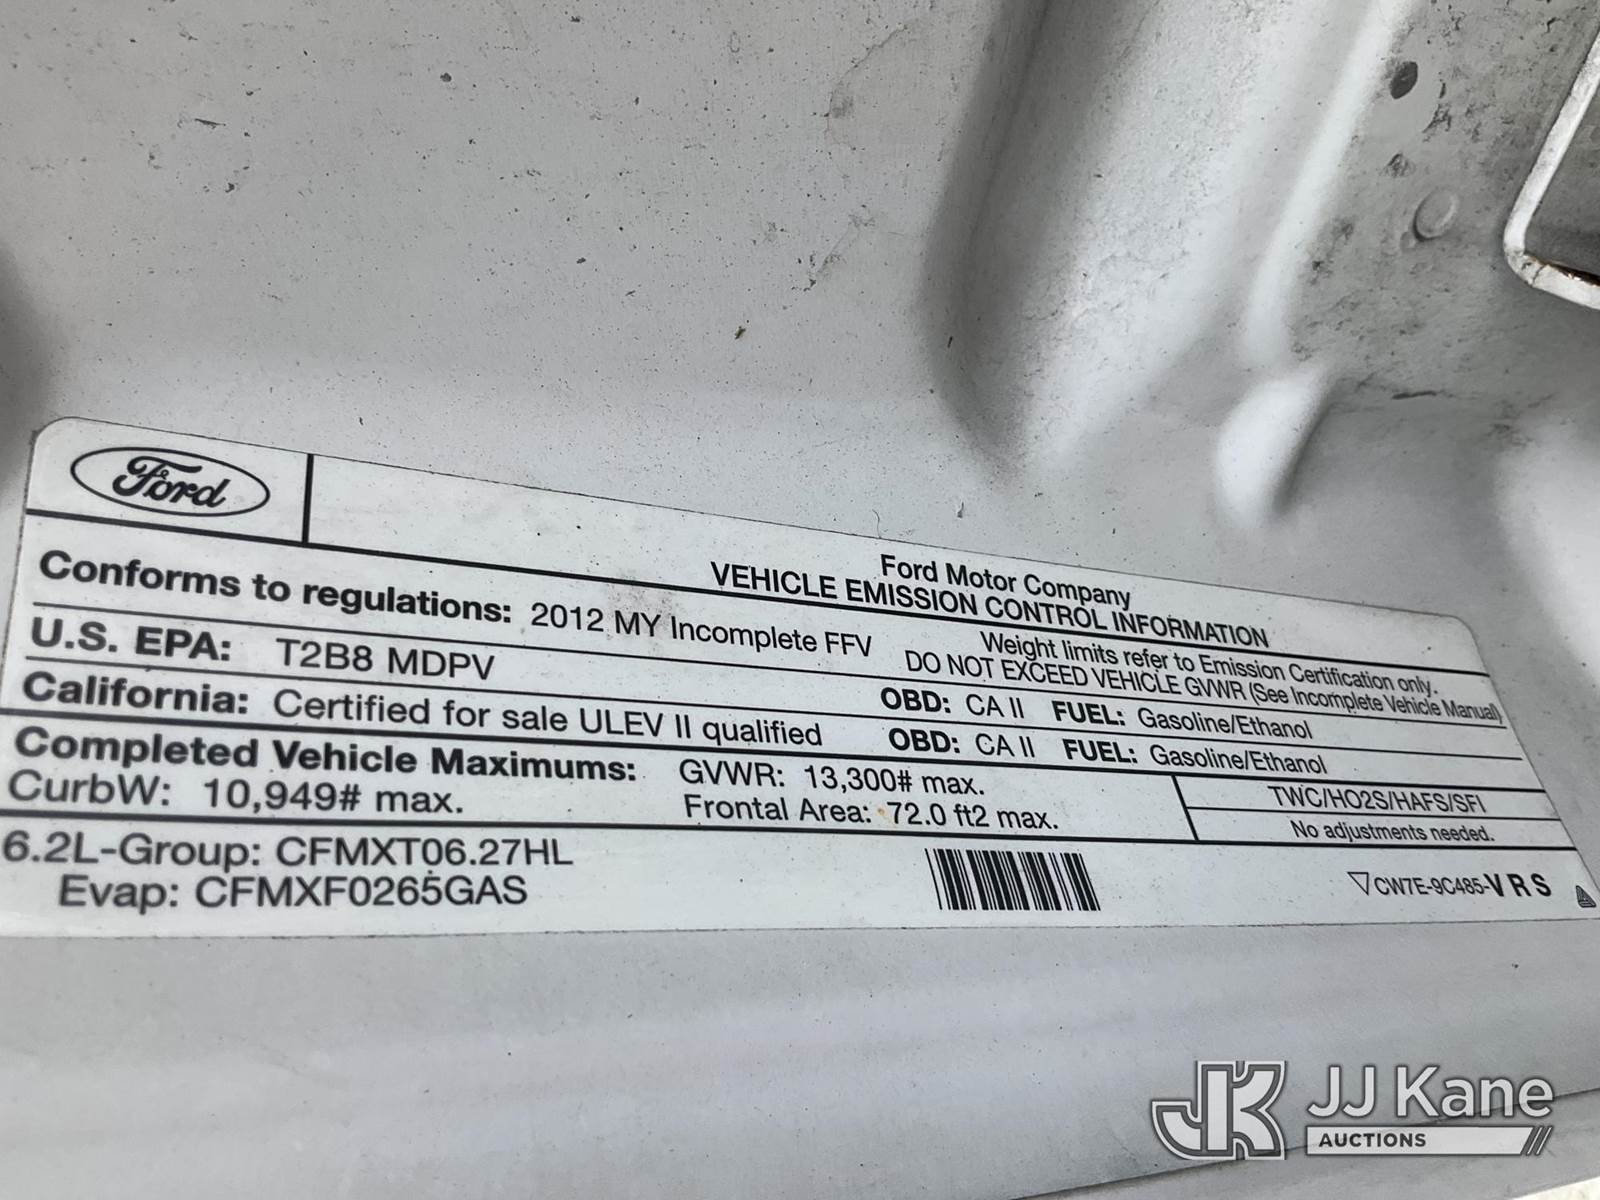 Ford
Ford Motor Company
VEHICLE EMISSION CONTROL INFORMATION
Conforms to regulations: 2012 MY Incomplete FFV
Weight limits refer to Emission Certification only.
DO NOT EXCEED VEHICLE GVWR (See Incomplete Vehicle Manual)
U.S. EPA: T2B8 MDPV OBD: CA II FUEL: Gasoline/Ethanol
California: Certified for sale ULEV II qualified OBD: CA II FUEL: Gasoline/Ethanol
Completed Vehicle Maximums: GVWR: 13,300# max.
CurbW: 10,949# max. Frontal Area: 72.0 ft2 max.
TWC/HO2S/HAFS/SFI
No adjustments needed.
6.2L-Group: CFMXT06.27HL
Evap: CFMXF0265GAS
CW7E-9C485-VRS
JK JJ Kane
AUCTIONS